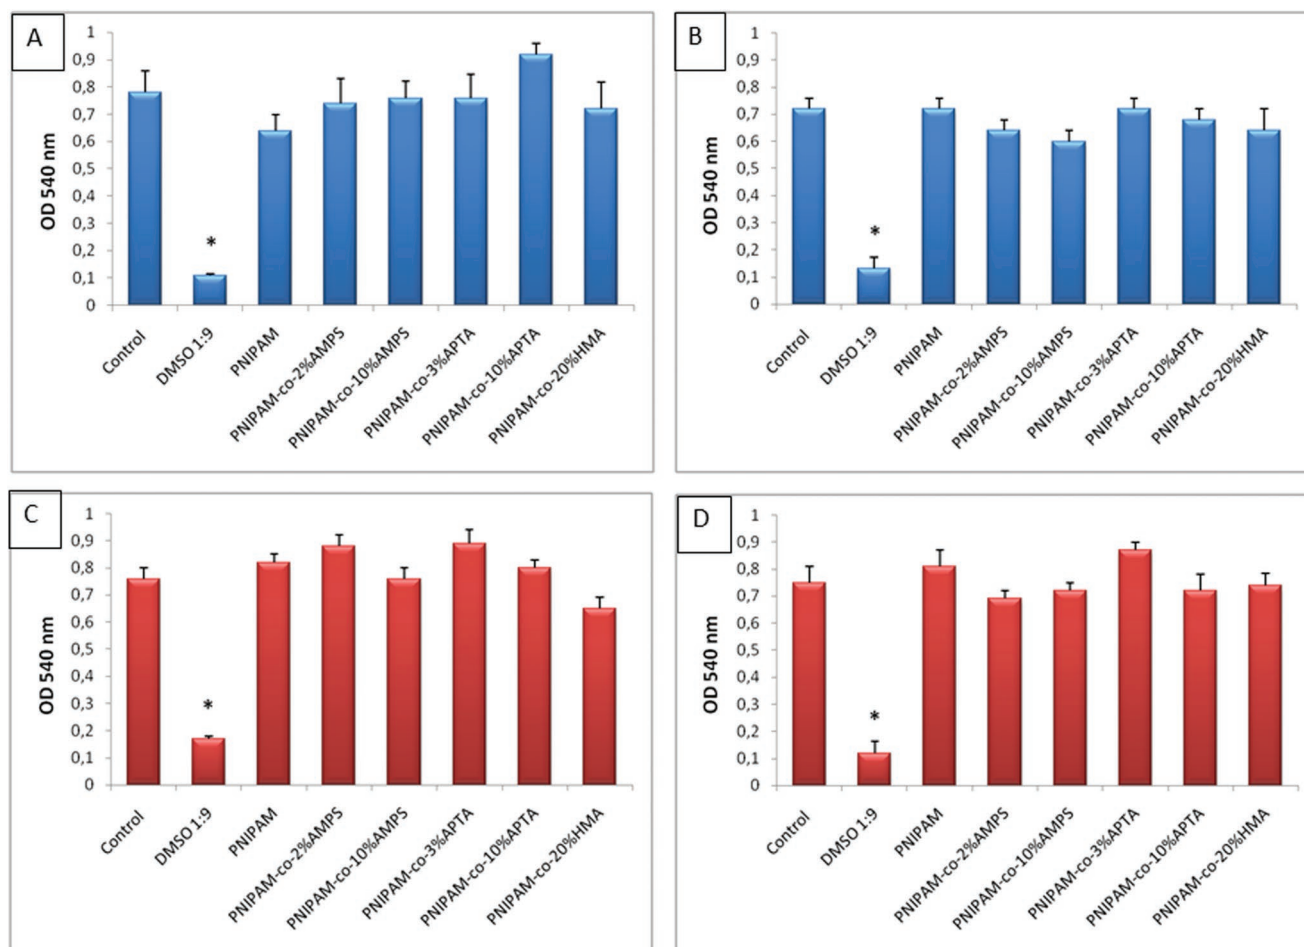 A
OD 540 nm
1
0,9
0,8
0,7
0,6
0,5
0,4
0,3
0,2
0,1
0
*
Control
DMSO 1:9
PNIPAM
PNIPAM-co-2%AMPS
PNIPAM-co-10%AMPS
PNIPAM-co-3%APTA
PNIPAM-co-10%APTA
PNIPAM-co-20%HMA
B
OD 540 nm
1
0,9
0,8
0,7
0,6
0,5
0,4
0,3
0,2
0,1
0
*
Control
DMSO 1:9
PNIPAM
PNIPAM-co-2%AMPS
PNIPAM-co-10%AMPS
PNIPAM-co-3%APTA
PNIPAM-co-10%APTA
PNIPAM-co-20%HMA
C
OD 540 nm
1
0,9
0,8
0,7
0,6
0,5
0,4
0,3
0,2
0,1
0
*
Control
DMSO 1:9
PNIPAM
PNIPAM-co-2%AMPS
PNIPAM-co-10%AMPS
PNIPAM-co-3%APTA
PNIPAM-co-10%APTA
PNIPAM-co-20%HMA
D
OD 540 nm
1
0,9
0,8
0,7
0,6
0,5
0,4
0,3
0,2
0,1
0
*
Control
DMSO 1:9
PNIPAM
PNIPAM-co-2%AMPS
PNIPAM-co-10%AMPS
PNIPAM-co-3%APTA
PNIPAM-co-10%APTA
PNIPAM-co-20%HMA